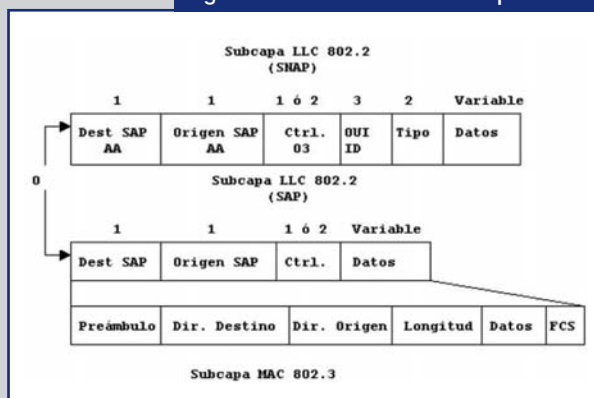 Subcapa LLC 802.2
(SNAP)
1 1 1 ó 2 3 2 Variable
Dest SAP Origen SAP Ctrl. OUI Tipo Datos
AA AA 03 ID
0
Subcapa LLC 802.2
(SAP)
1 1 1 ó 2 Variable
Dest SAP Origen SAP Ctrl. Datos
Preámbulo Dir. Destino Dir. Origen Longitud Datos FCS
Subcapa MAC 802.3